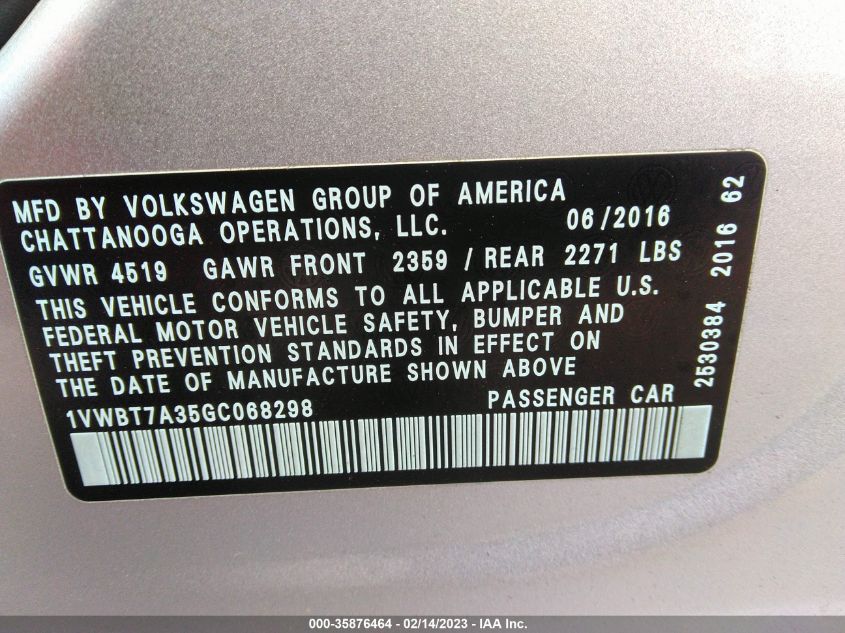 MFD BY VOLKSWAGEN GROUP OF AMERICA
CHATTANOOGA OPERATIONS, LLC. 06/2016
GVWR 4519 GAWR FRONT 2359 / REAR 2271 LBS
THIS VEHICLE CONFORMS TO ALL APPLICABLE U.S.
FEDERAL MOTOR VEHICLE SAFETY, BUMPER AND
THEFT PREVENTION STANDARDS IN EFFECT ON
THE DATE OF MANUFACTURE SHOWN ABOVE
1VWBT7A35GC068298 PASSENGER CAR
2530384 2016 62
000-35876464 - 02/14/2023 - IAA Inc.